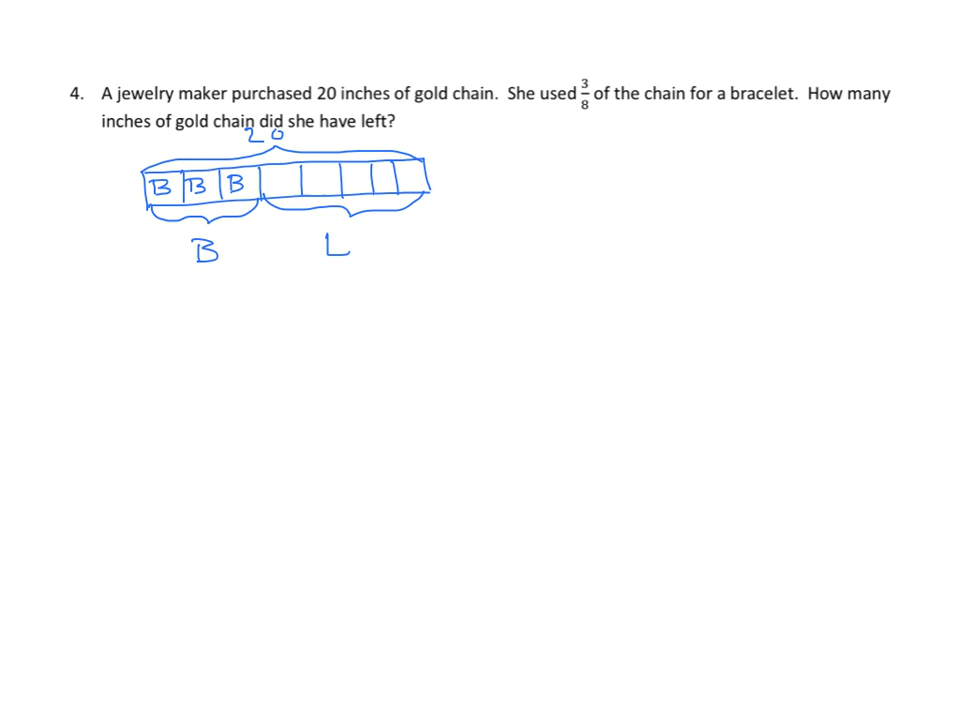 4. A jewelry maker purchased 20 inches of gold chain. She used 3/8 of the chain for a bracelet. How many
inches of gold chain did she have left?
20
B B B
B L